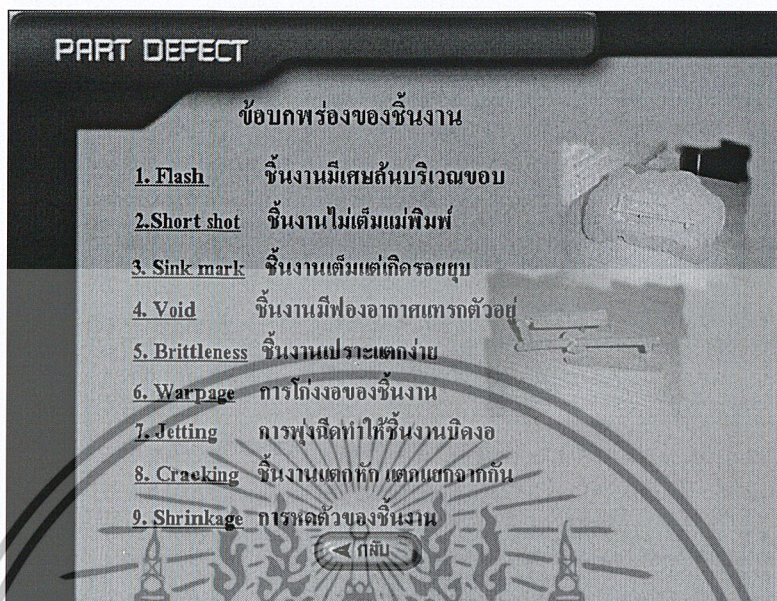 PART DEFECT
ข้อบกพร่องของชิ้นงาน
1. Flash ชิ้นงานมีเศษล้นบริเวณขอบ
2.Short shot ชิ้นงานไม่เต็มแม่พิมพ์
3. Sink mark ชิ้นงานเต็มแต่เกิดรอยยุบ
4. Void ชิ้นงานมีฟองอากาศแทรกตัวอยู่
5. Brittleness ชิ้นงานเปราะแตกง่าย
6. Warpage การโก่งงอของชิ้นงาน
7. Jetting การพุ่งฉีดทำให้ชิ้นงานบิดงอ
8. Cracking ชิ้นงานแตกหัก แตกแยกจากกัน
9. Shrinkage การหดตัวของชิ้นงาน
กลับ